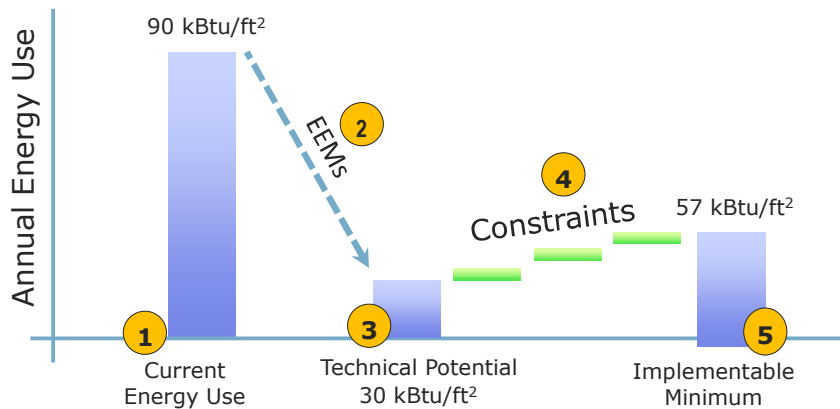 Annual Energy Use
90 kBtu/ft²
EEMs
2
4
Constraints
57 kBtu/ft²
1
3
5
Current
Energy Use
Technical Potential
30 kBtu/ft²
Implementable
Minimum